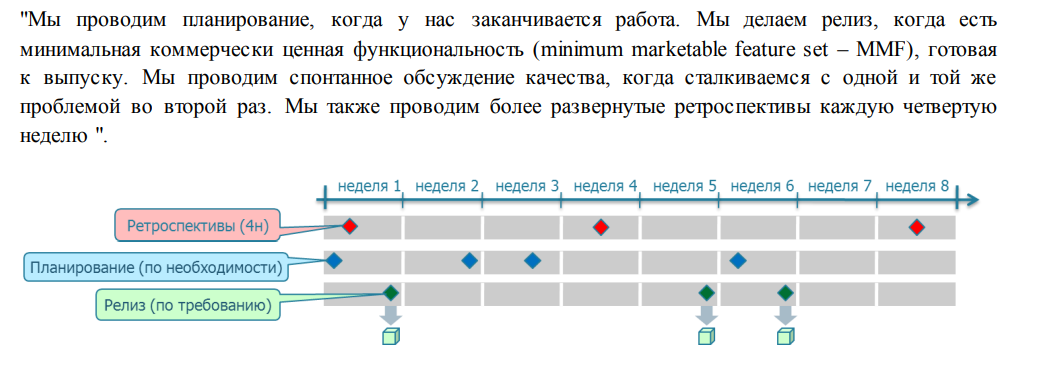 "Мы проводим планирование, когда у нас заканчивается работа. Мы делаем релиз, когда есть
минимальная коммерчески ценная функциональность (minimum marketable feature set – MMF), готовая
к выпуску. Мы проводим спонтанное обсуждение качества, когда сталкиваемся с одной и той же
проблемой во второй раз. Мы также проводим более развернутые ретроспективы каждую четвертую
неделю ".
неделя 1 неделя 2 неделя 3 неделя 4 неделя 5 неделя 6 неделя 7 неделя 8
Ретроспективы (4н)
Планирование (по необходимости)
Релиз (по требованию)